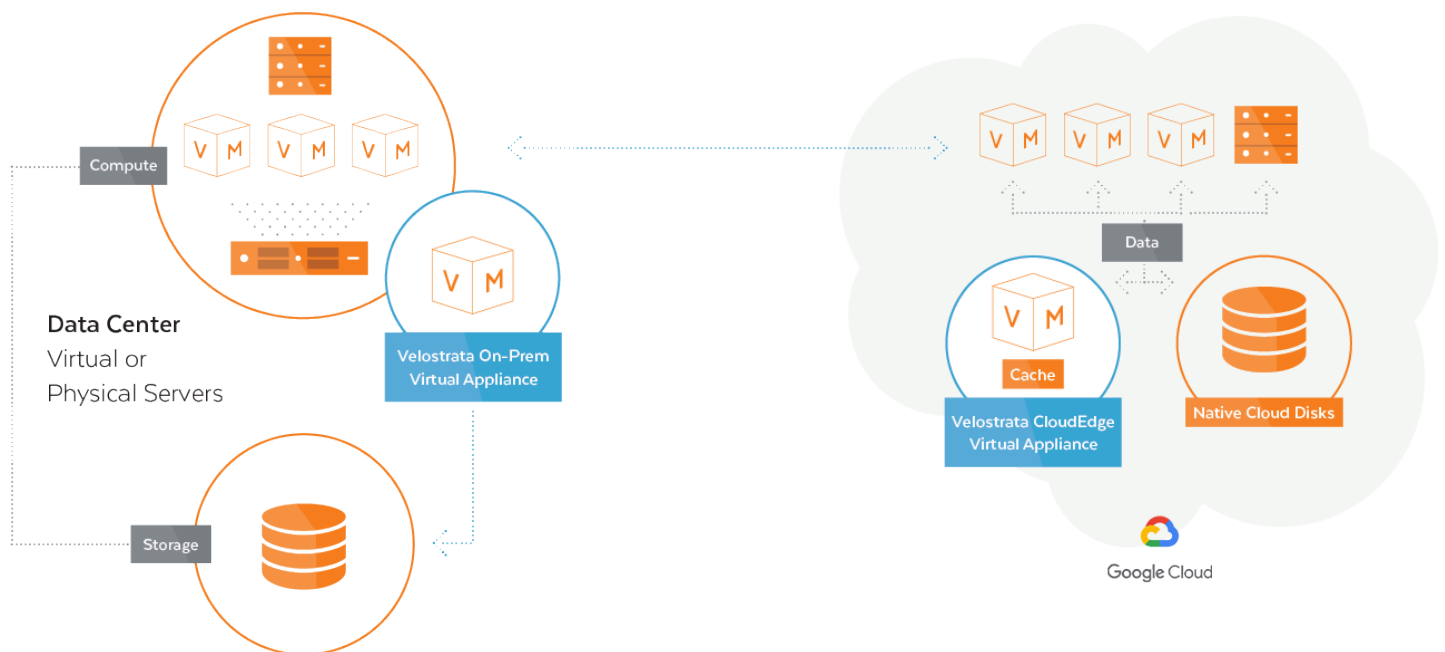 V M
V M
V M
Compute
V M
Data Center
Virtual or
Physical Servers
Velostrata On-Prem
Virtual Appliance
Storage
V M
V M
V M
Data
V M
Cache
Velostrata CloudEdge
Virtual Appliance
Native Cloud Disks
Google Cloud